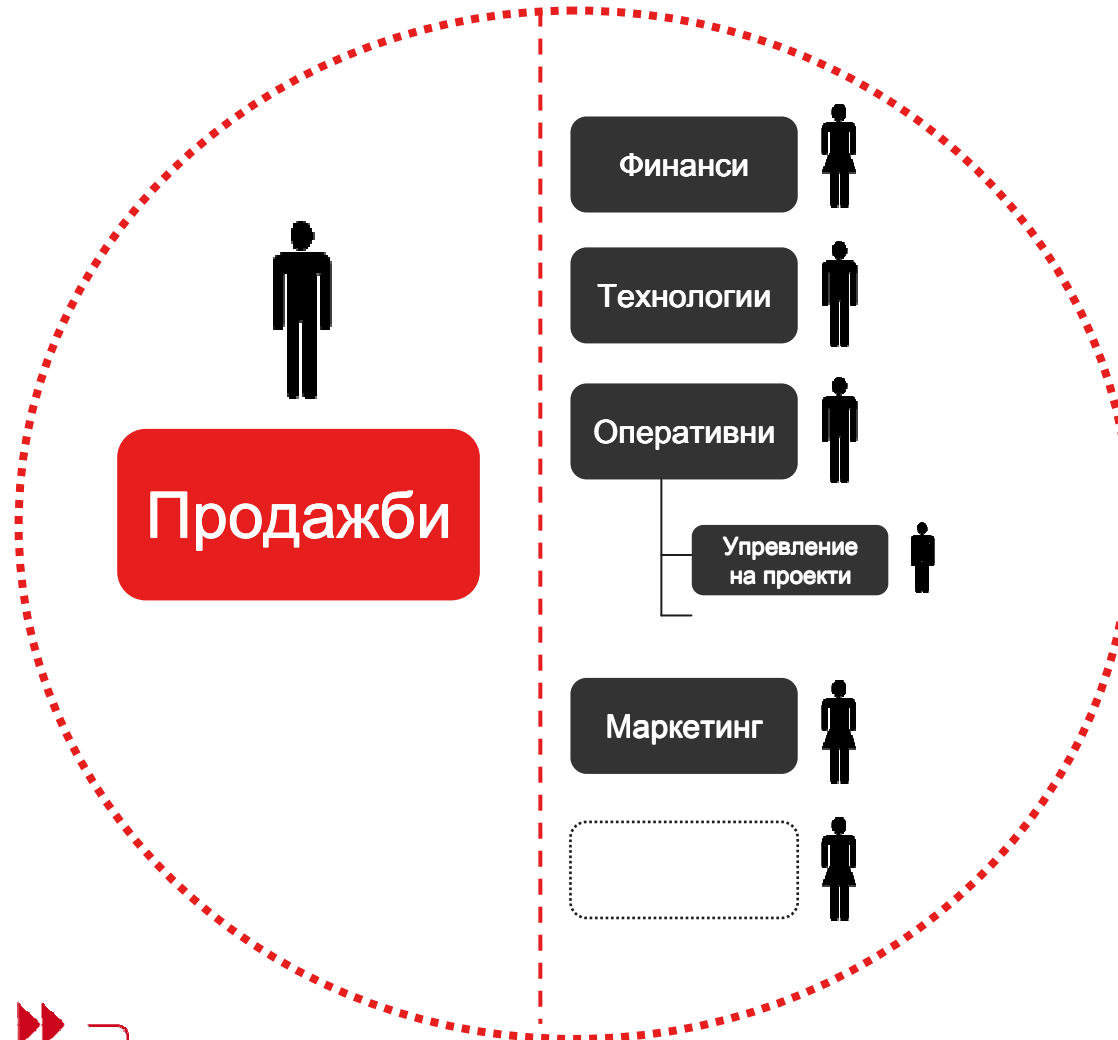 Финанси
Технологии
Оперативни
Продажби
Упревление
на проекти
Маркетинг